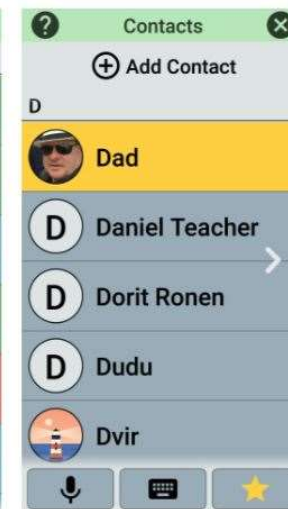 ?
Contacts
Add Contact
D
Dad
D Daniel Teacher
D Dorit Ronen
D Dudu
Dvir